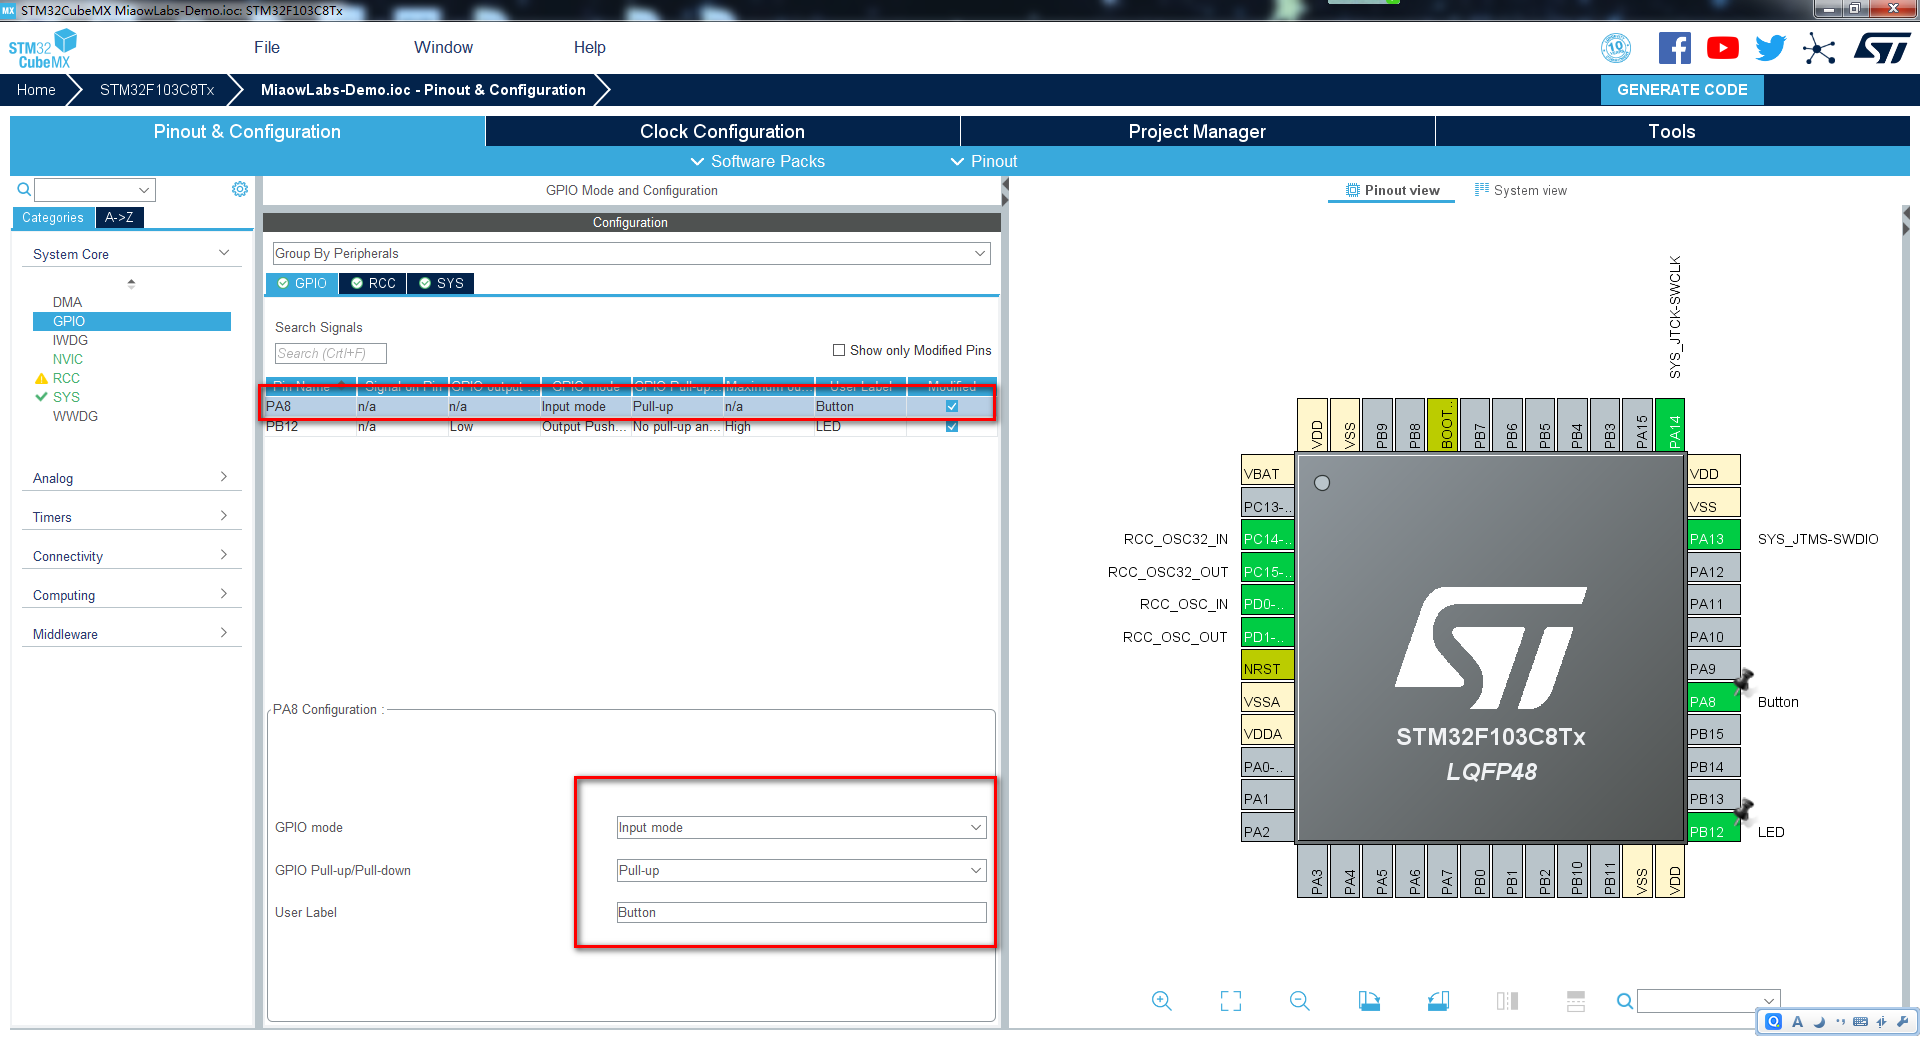 MX STM32CubeMX MiaowLabs-Demo.ioc: STM32F103C8Tx
STM32
CubeMX
File
Window
Help
10
Home
STM32F103C8Tx
MiaowLabs-Demo.ioc - Pinout & Configuration
GENERATE CODE
Pinout & Configuration
Clock Configuration
Project Manager
Tools
Software Packs
Pinout
Categories
A->Z
System Core
DMA
GPIO
IWDG
NVIC
RCC
SYS
WWDG
Analog
Timers
Connectivity
Computing
Middleware
GPIO Mode and Configuration
Configuration
Group By Peripherals
GPIO
RCC
SYS
Search Signals
Search (Crtl+F)
Show only Modified Pins
Pin Name
Signal on Pin
GPIO output ...
GPIO mode
GPIO Pull-up...
Maximum ou...
User Label
Modified
PA8
n/a
n/a
Input mode
Pull-up
n/a
Button
PB12
n/a
Low
Output Push...
No pull-up an...
High
LED
PA8 Configuration :
GPIO mode
Input mode
GPIO Pull-up/Pull-down
Pull-up
User Label
Button
Pinout view
System view
SYS_JTCK-SWCLK
VDD
VSS
PB9
PB8
BOOT..
PB7
PB6
PB5
PB4
PB3
PA15
PA14
VBAT
PC13-..
RCC_OSC32_IN
PC14-..
RCC_OSC32_OUT
PC15-..
RCC_OSC_IN
PD0-..
RCC_OSC_OUT
PD1-..
NRST
VSSA
VDDA
PA0-..
PA1
PA2
STM32F103C8Tx
LQFP48
VDD
VSS
PA13
SYS_JTMS-SWDIO
PA12
PA11
PA10
PA9
PA8
Button
PB15
PB14
PB13
PB12
LED
PA3
PA4
PA5
PA6
PA7
PB0
PB1
PB2
PB10
PB11
VSS
VDD
A